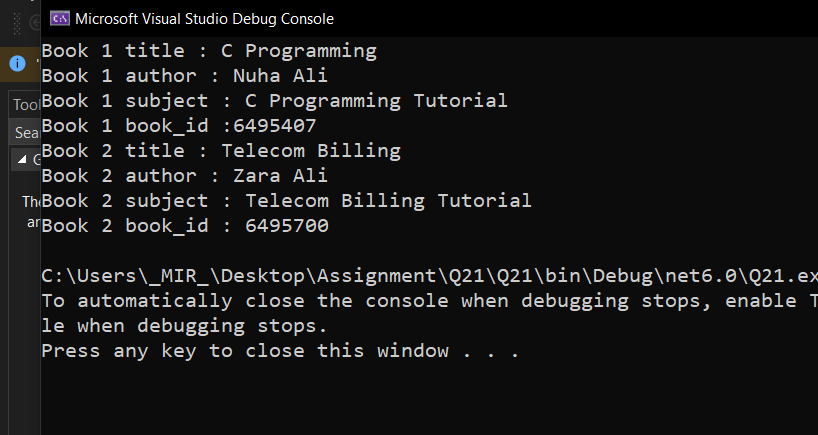 Microsoft Visual Studio Debug Console
Book 1 title : C Programming
Book 1 author : Nuha Ali
Book 1 subject : C Programming Tutorial
Book 1 book_id :6495407
Book 2 title : Telecom Billing
Book 2 author : Zara Ali
Book 2 subject : Telecom Billing Tutorial
Book 2 book_id : 6495700
C:\Users\_MIR_\Desktop\Assignment\Q21\Q21\bin\Debug\net6.0\Q21.ex
To automatically close the console when debugging stops, enable T
le when debugging stops.
Press any key to close this window . . .
Tool
Sea
G
The
ar